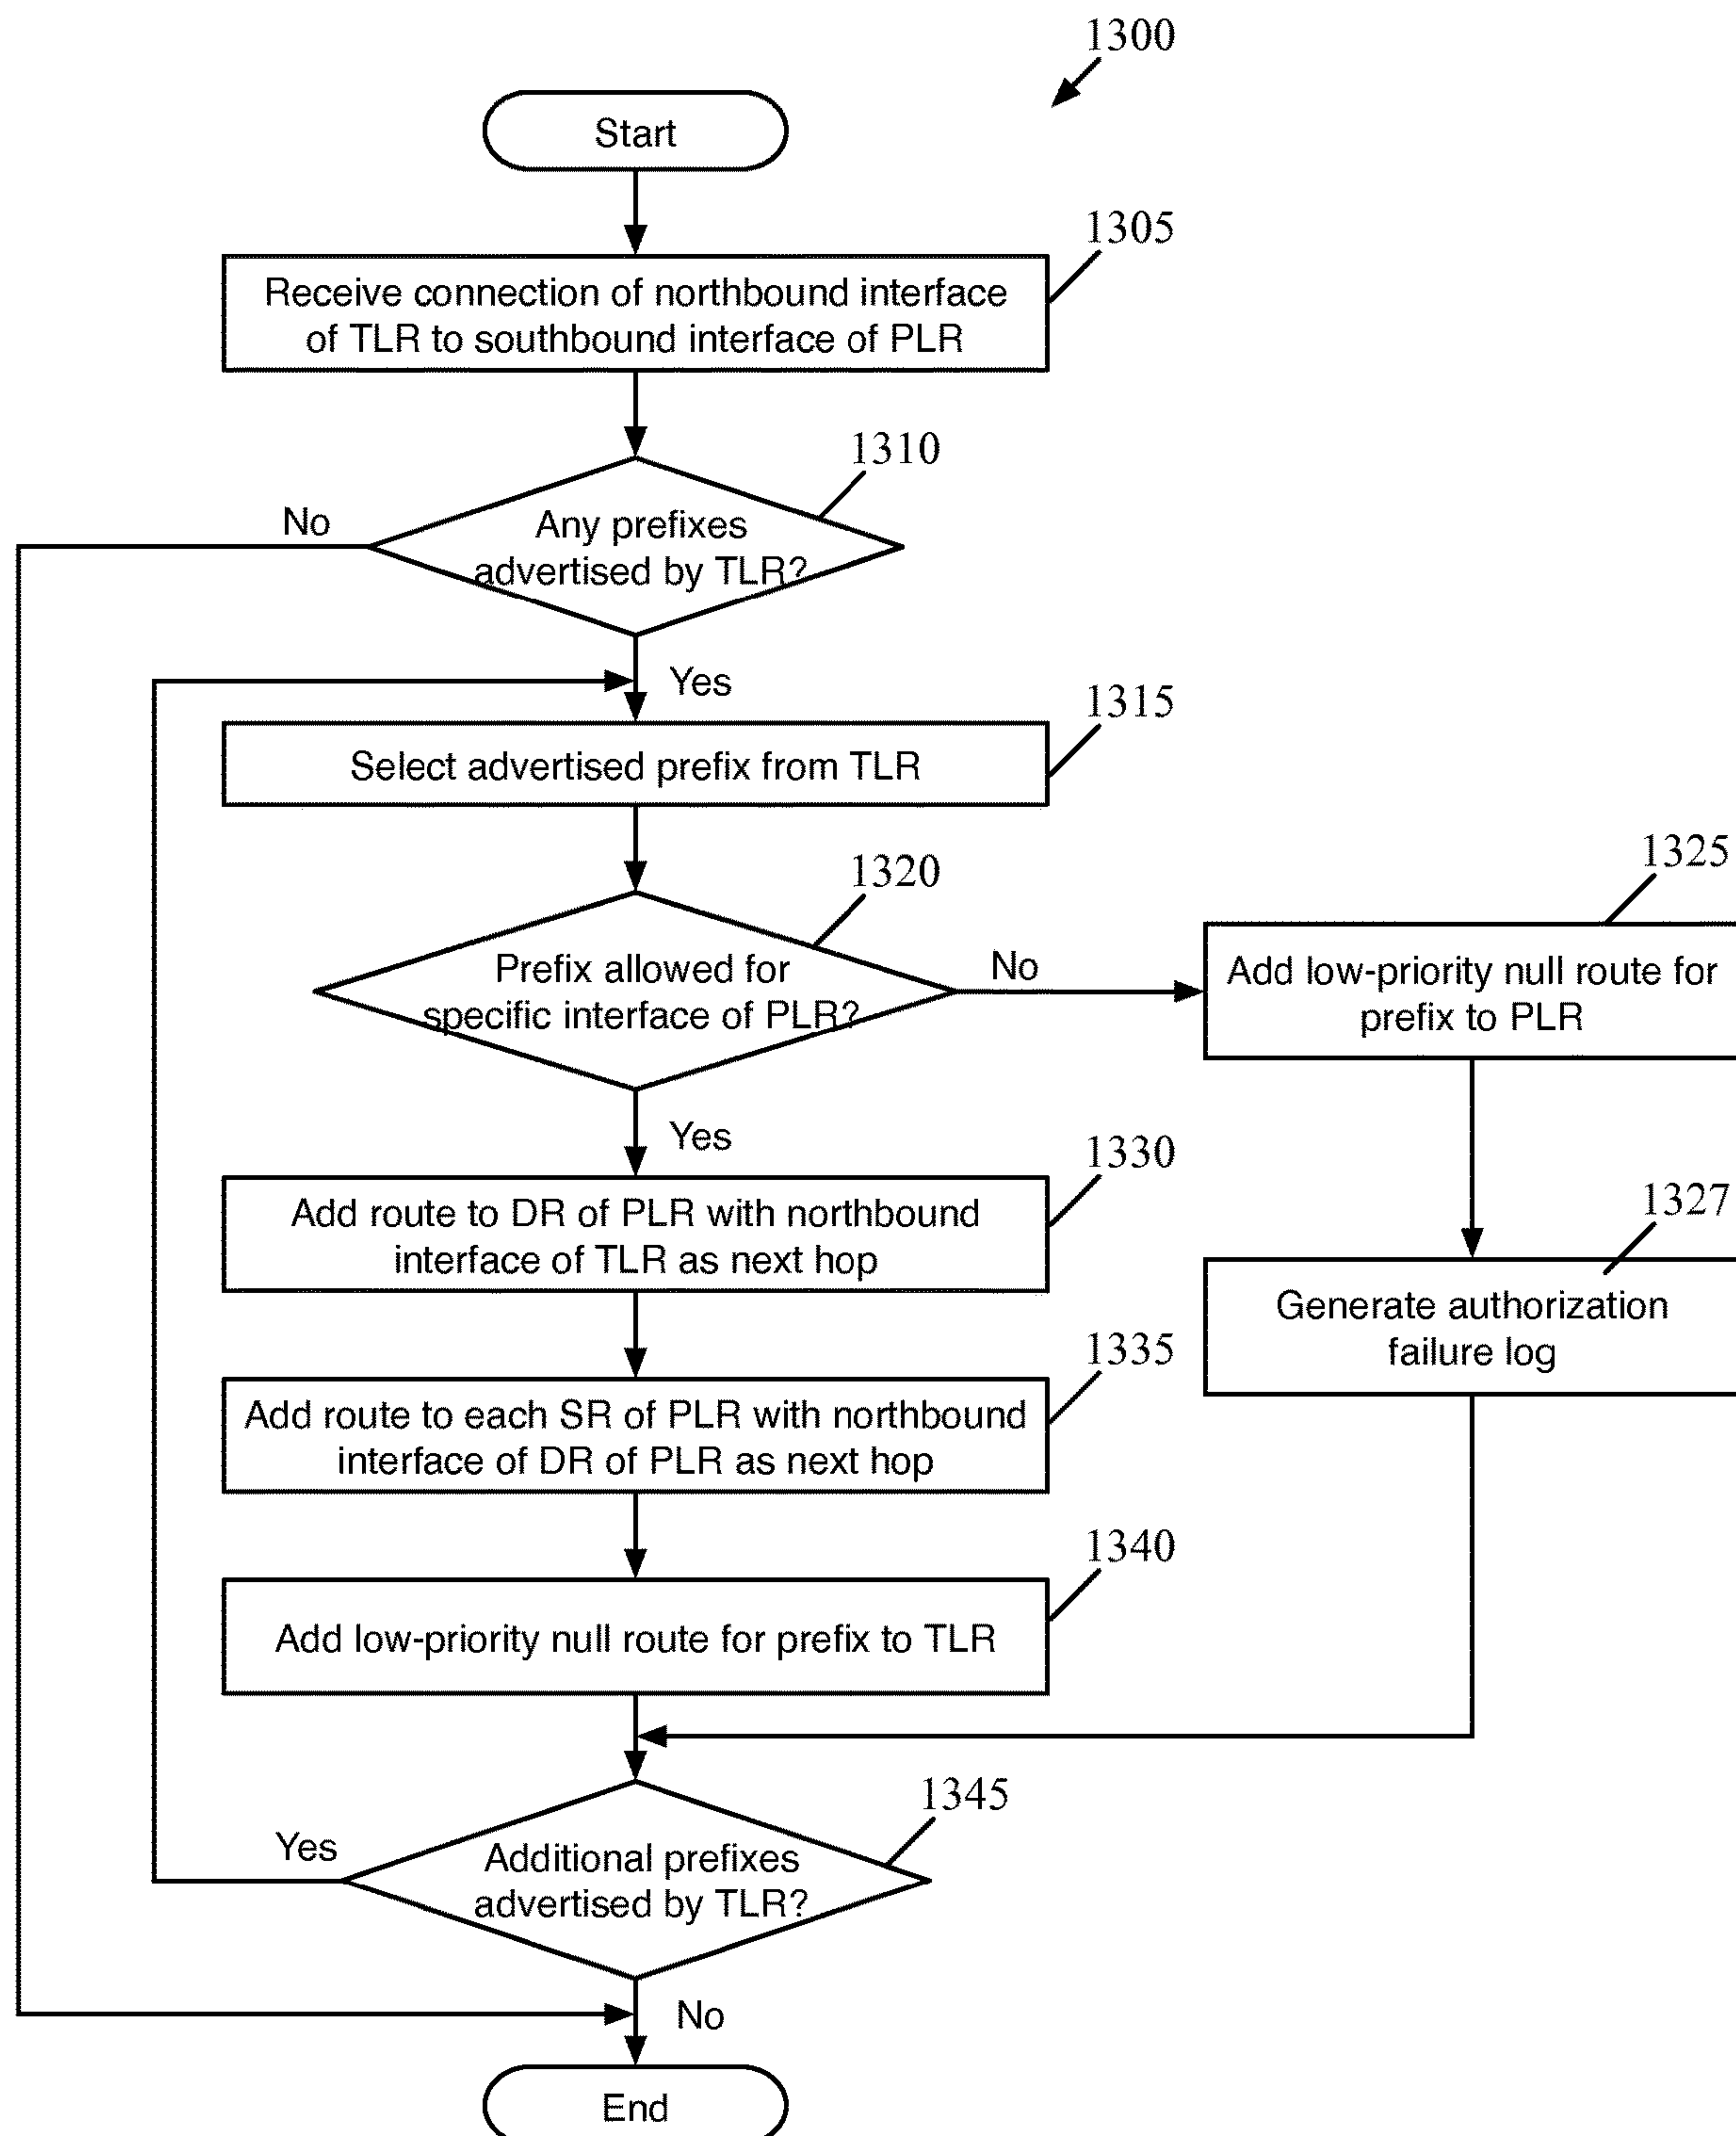 1300
Start
1305
Receive connection of northbound interface
of TLR to southbound interface of PLR
1310
No
Any prefixes
advertised by TLR?
Yes
1315
Select advertised prefix from TLR
1320
1325
Prefix allowed for
specific interface of PLR?
No
Add low-priority null route for
prefix to PLR
Yes
1330
1327
Add route to DR of PLR with northbound
interface of TLR as next hop
Generate authorization
failure log
1335
Add route to each SR of PLR with northbound
interface of DR of PLR as next hop
1340
Add low-priority null route for prefix to TLR
1345
Yes
Additional prefixes
advertised by TLR?
No
End